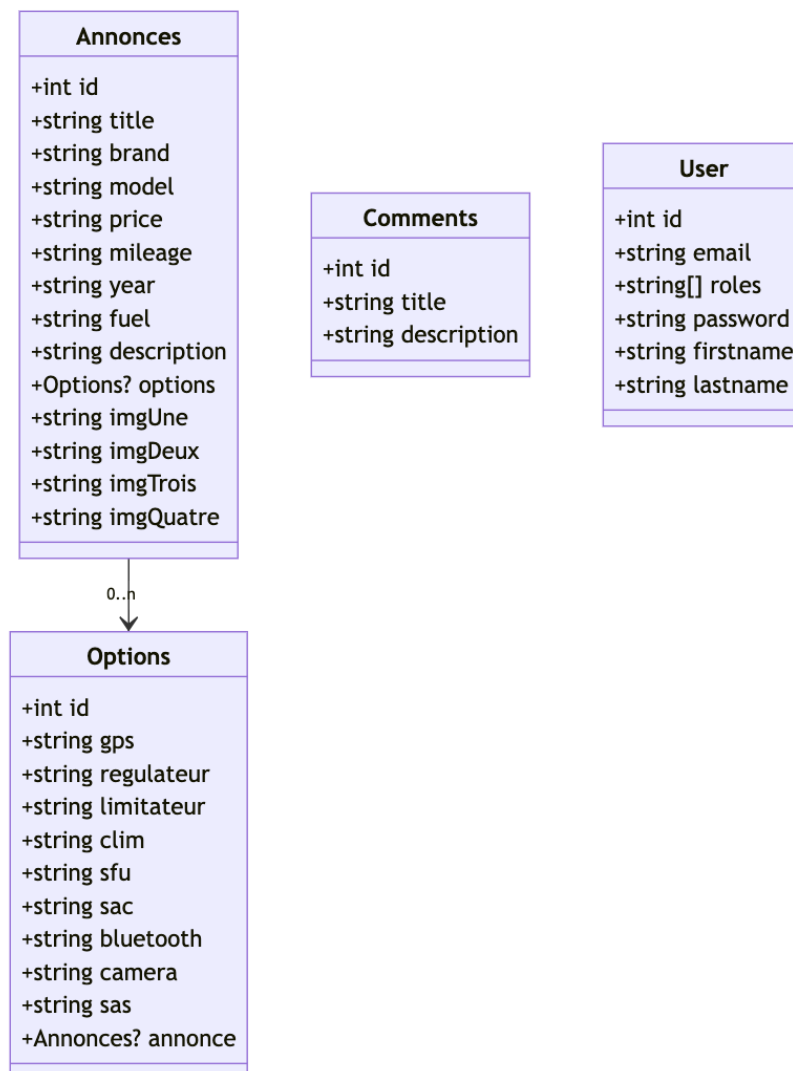 Annonces
+int id
+string title
+string brand
+string model
+string price
+string mileage
+string year
+string fuel
+string description
+Options? options
+string imgUne
+string imgDeux
+string imgTrois
+string imgQuatre
0..n
Options
+int id
+string gps
+string regulateur
+string limitateur
+string clim
+string sfu
+string sac
+string bluetooth
+string camera
+string sas
+Annonces? annonce
Comments
+int id
+string title
+string description
User
+int id
+string email
+string[] roles
+string password
+string firstname
+string lastname